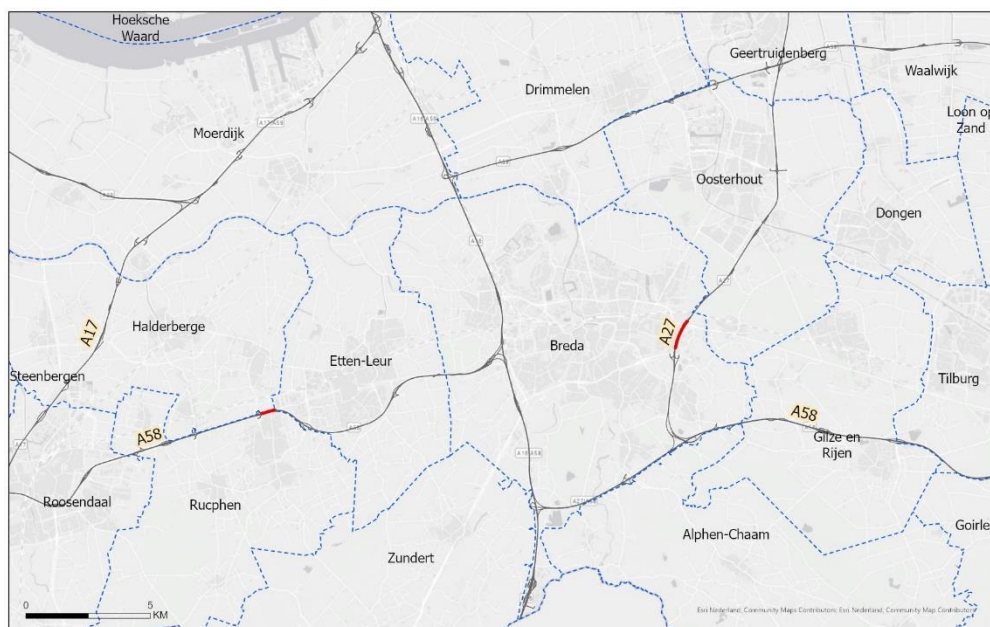 Hoeksche
Waard
Geertruidenberg
Waalwijk
Drimmelen
Loon op
Zand
Moerdijk
Oosterhout
Dongen
A17
Halderberge
A27
Steenbergen
Etten-Leur
Breda
Tilburg
A58
A58
Gilze en
Rijen
Roosendaal
Rucphen
Alphen-Chaam
Goirle
Zundert
0 5
KM
Esri Nederland, Community Maps Contributors, Esri Nederland, Community Map Contributors